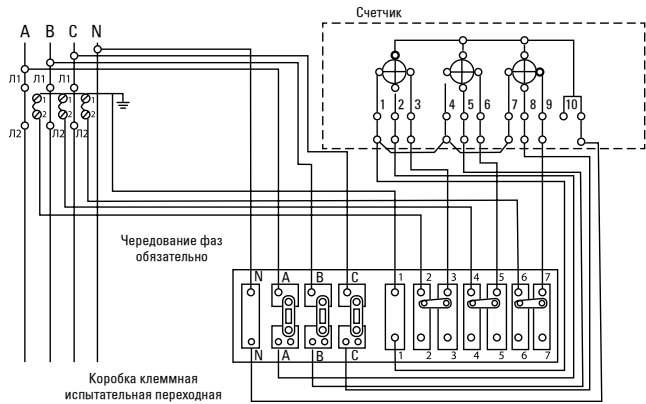 Счетчик
A B C N
Л1 Л1 Л1
1 1 1
2 2 2
Л2 Л2 Л2
1 2 3 4 5 6 7 8 9 10
Чередование фаз
обязательно
N A B C 1 2 3 4 5 6 7
N A B C 1 2 3 4 5 6 7
Коробка клеммная
испытательная переходная